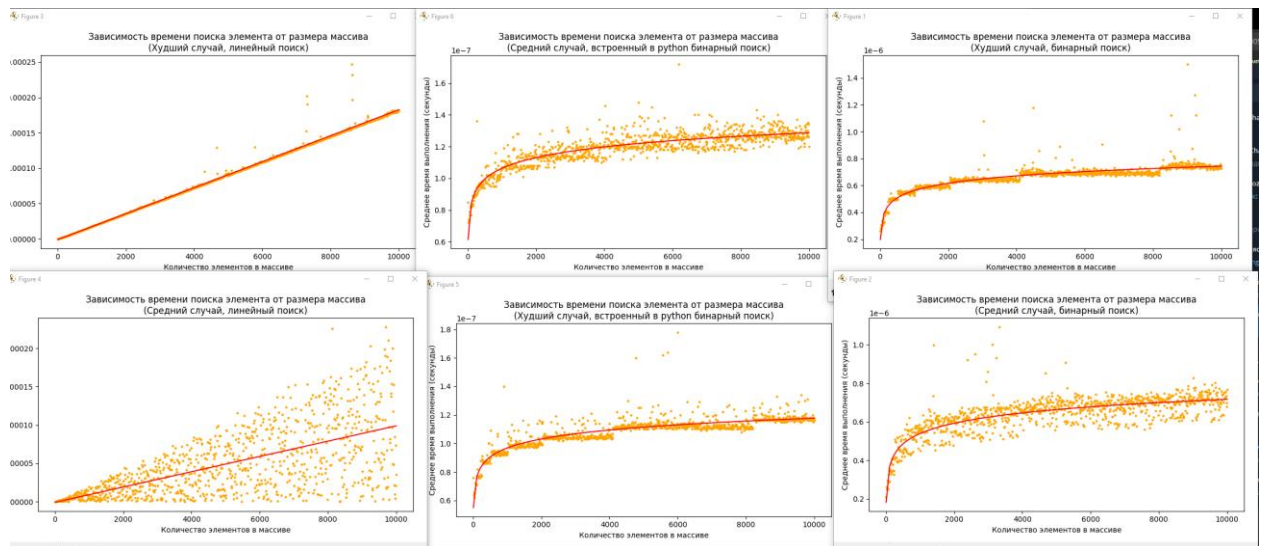 Figure 3
Зависимость времени поиска элемента от размера массива
(Худший случай, линейный поиск)
.00025
.00020
.00015
.00010
.00005
.00000
0 2000 4000 6000 8000 10000
Количество элементов в массиве
Figure 6
Зависимость времени поиска элемента от размера массива
(Средний случай, встроенный в python бинарный поиск)
1e-7
Среднее время выполнения (секунды)
1.6
1.4
1.2
1.0
0.8
0.6
0 2000 4000 6000 8000 10000
Количество элементов в массиве
Figure 1
Зависимость времени поиска элемента от размера массива
(Худший случай, бинарный поиск)
1e-6
Среднее время выполнения (секунды)
1.4
1.2
1.0
0.8
0.6
0.4
0.2
0 2000 4000 6000 8000 10000
Количество элементов в массиве
Figure 4
Зависимость времени поиска элемента от размера массива
(Средний случай, линейный поиск)
00020
00015
00010
00005
00000
0 2000 4000 6000 8000 10000
Количество элементов в массиве
Figure 5
Зависимость времени поиска элемента от размера массива
(Худший случай, встроенный в python бинарный поиск)
1e-7
Среднее время выполнения (секунды)
1.8
1.6
1.4
1.2
1.0
0.8
0.6
0 2000 4000 6000 8000 10000
Количество элементов в массиве
Figure 2
Зависимость времени поиска элемента от размера массива
(Средний случай, бинарный поиск)
1e-6
Среднее время выполнения (секунды)
1.0
0.8
0.6
0.4
0.2
0 2000 4000 6000 8000 10000
Количество элементов в массиве